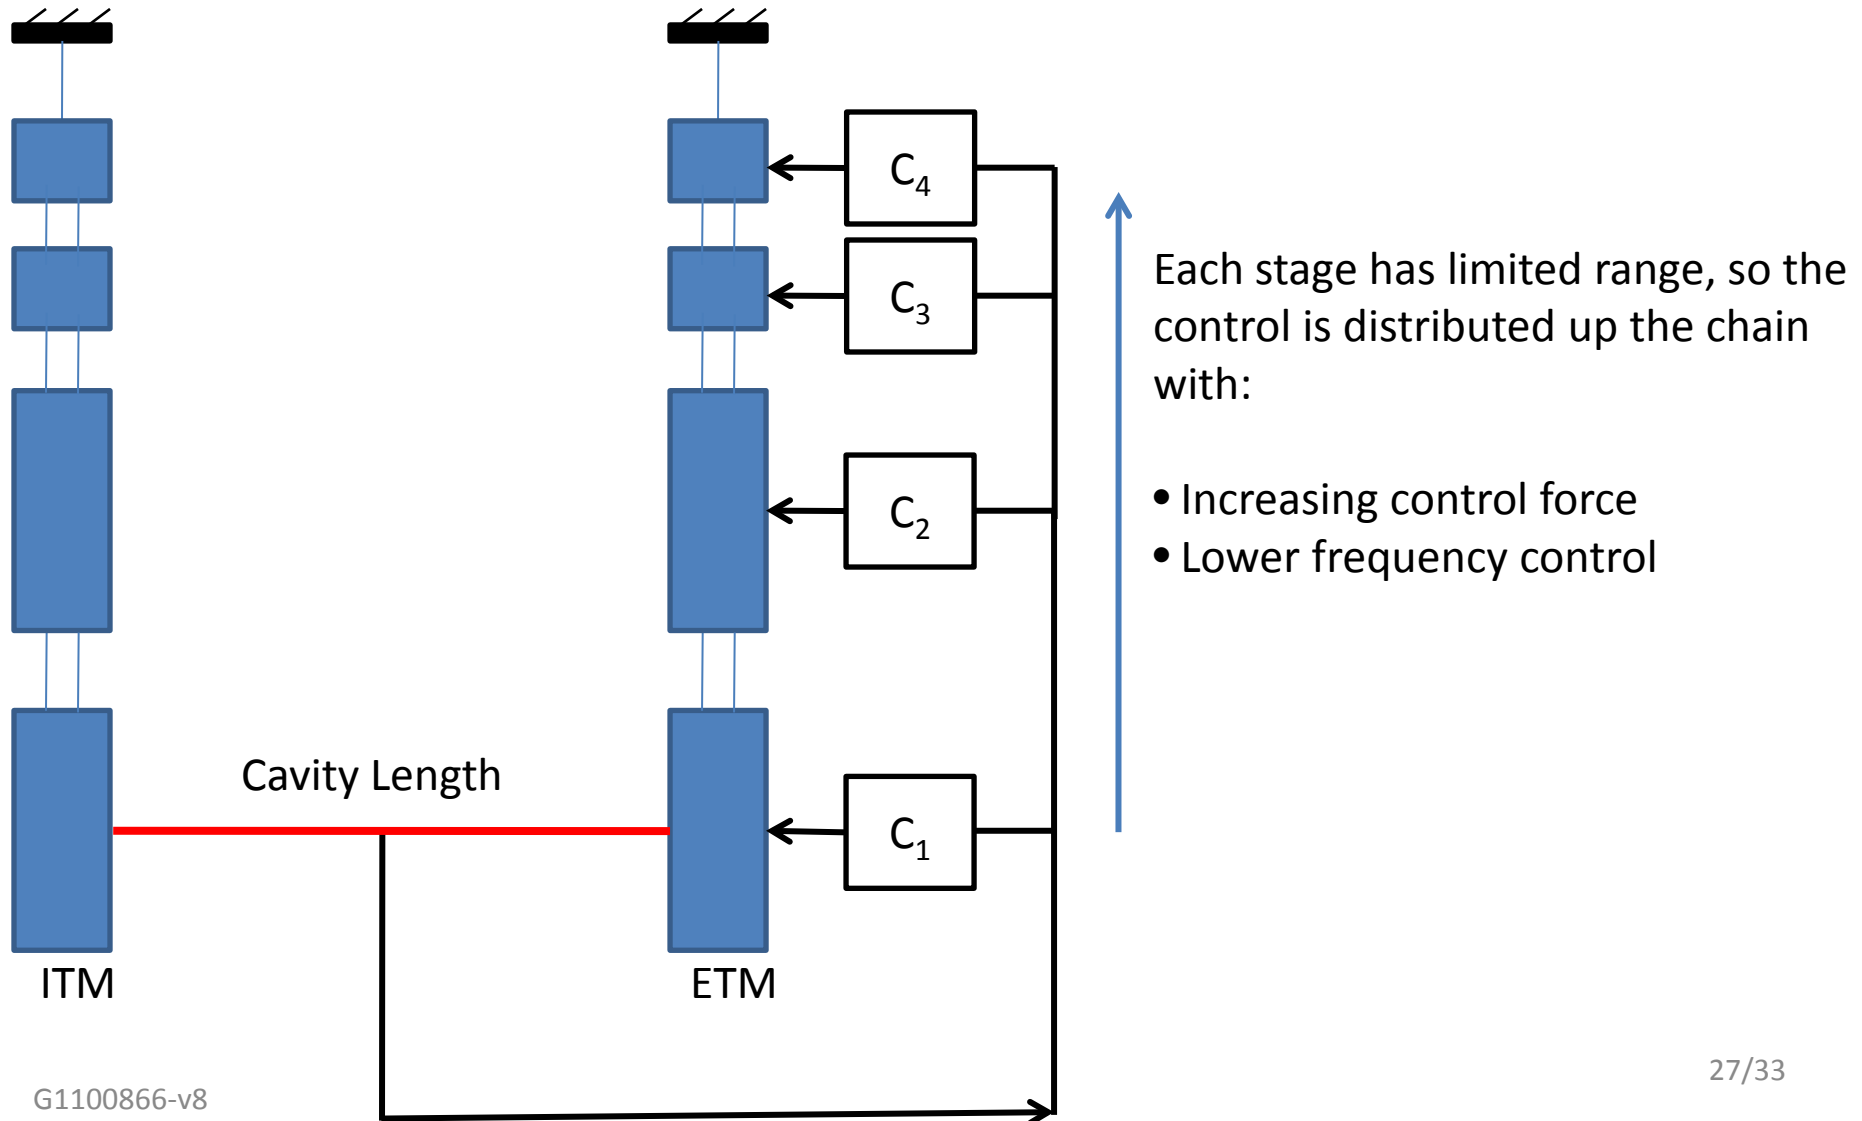 C4
C3
Each stage has limited range, so the
control is distributed up the chain
with:
C2
• Increasing control force
• Lower frequency control
Cavity Length
C1
ITM
ETM
G1100866-v8
27/33